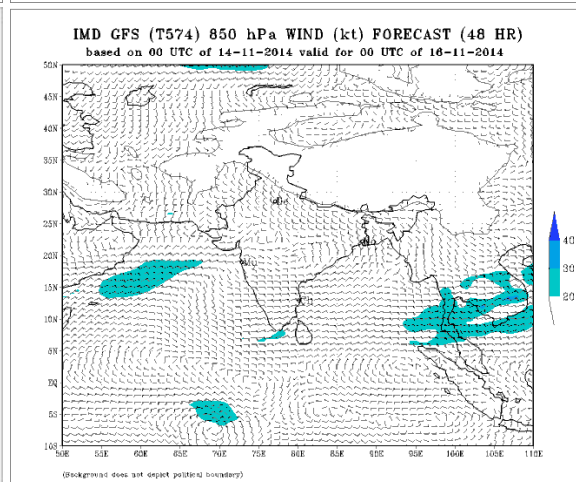 IMD GFS (T574) 850 hPa WIND (kt) FORECAST (48 HR)
based on 00 UTC of 14-11-2014 valid for 00 UTC of 16-11-2014
50N
45N
40N
35N
30N
25N
20N
15N
10N
5N
EQ
5S
10S
50E 55E 60E 65E 70E 75E 80E 85E 90E 95E 100E 105E 110E
40
30
20
(Background does not depict political boundary)